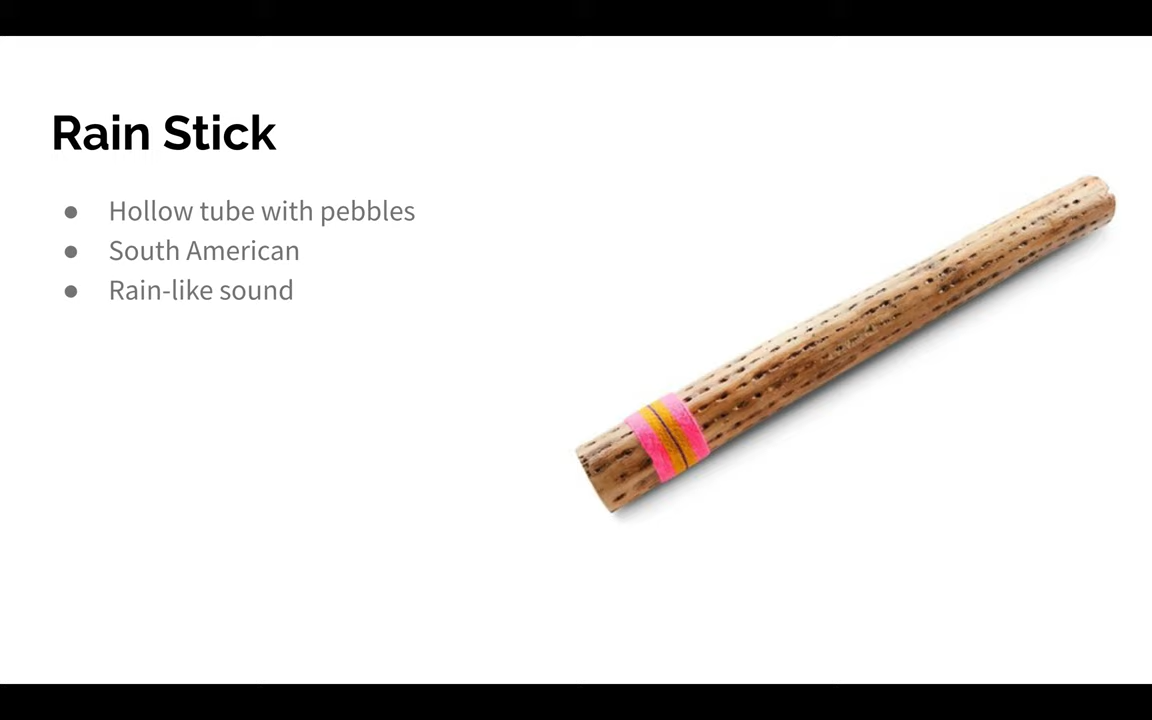 Rain Stick
● Hollow tube with pebbles
● South American
● Rain-like sound